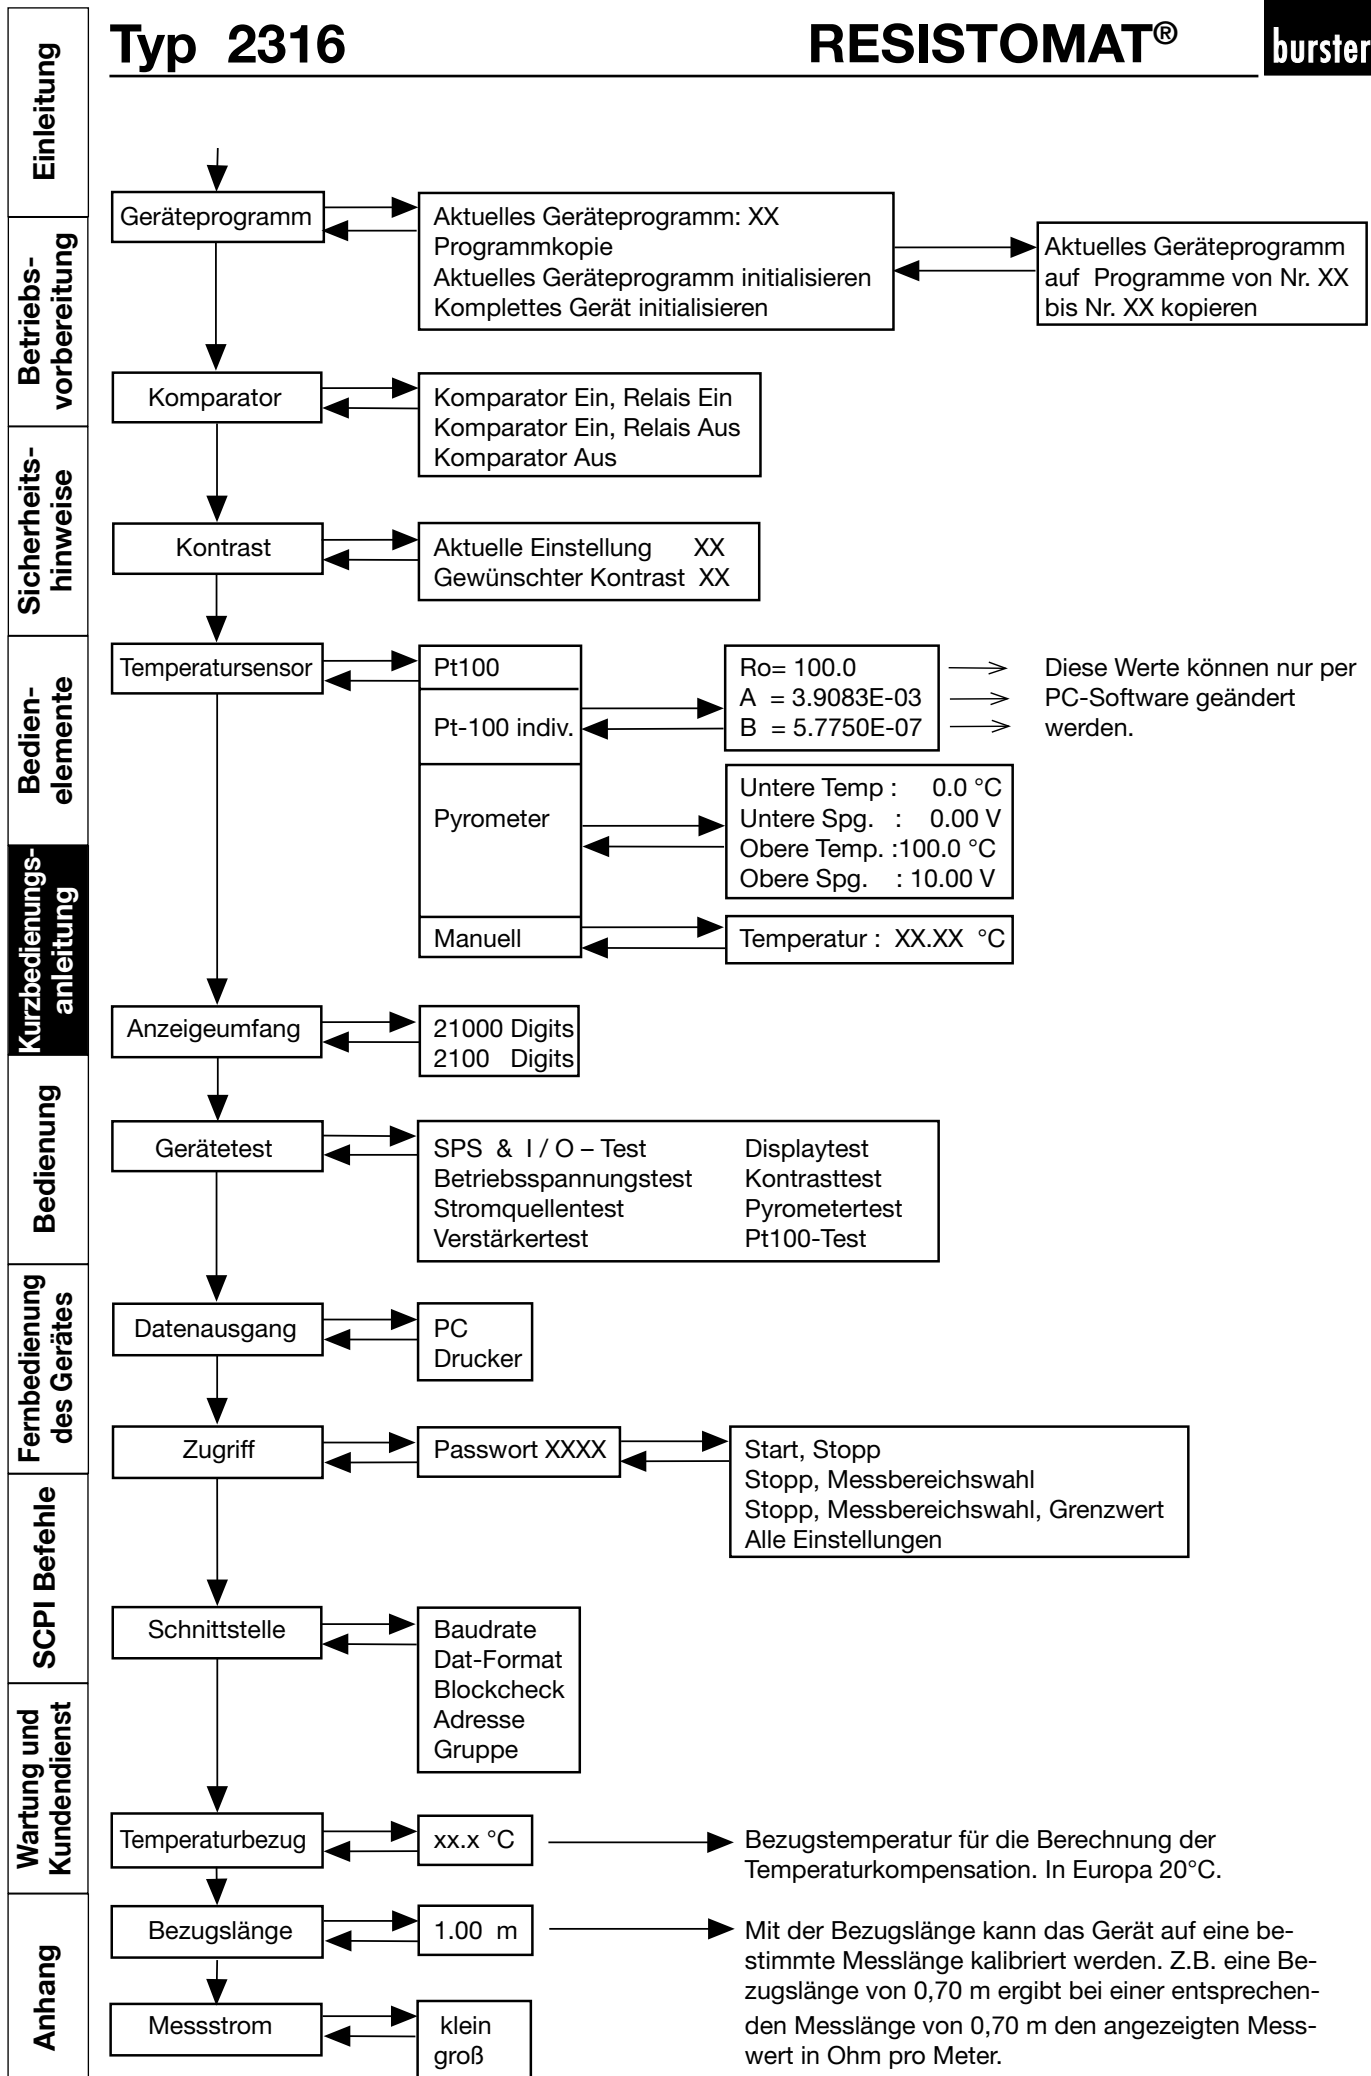 Typ 2316
RESISTOMAT®
burster
Einleitung
Betriebs-
vorbereitung
Sicherheits-
hinweise
Bedien-
elemente
Kurzbedienungs-
anleitung
Bedienung
Fernbedienung
des Gerätes
SCPI Befehle
Wartung und
Kundendienst
Anhang
Geräteprogramm
Aktuelles Geräteprogramm: XX
Programmkopie
Aktuelles Geräteprogramm initialisieren
Komplettes Gerät initialisieren
Aktuelles Geräteprogramm
auf Programme von Nr. XX
bis Nr. XX kopieren
Komparator
Komparator Ein, Relais Ein
Komparator Ein, Relais Aus
Komparator Aus
Kontrast
Aktuelle Einstellung XX
Gewünschter Kontrast XX
Temperatursensor
Pt100
Pt-100 indiv.
Ro= 100.0
A = 3.9083E-03
B = 5.7750E-07
Diese Werte können nur per
PC-Software geändert
werden.
Pyrometer
Untere Temp : 0.0 °C
Untere Spg. : 0.00 V
Obere Temp. :100.0 °C
Obere Spg. : 10.00 V
Manuell
Temperatur : XX.XX °C
Anzeigeumfang
21000 Digits
2100 Digits
Gerätetest
SPS & I / O – Test Displaytest
Betriebsspannungstest Kontrasttest
Stromquellentest Pyrometertest
Verstärkertest Pt100-Test
Datenausgang
PC
Drucker
Zugriff
Passwort XXXX
Start, Stopp
Stopp, Messbereichswahl
Stopp, Messbereichswahl, Grenzwert
Alle Einstellungen
Schnittstelle
Baudrate
Dat-Format
Blockcheck
Adresse
Gruppe
Temperaturbezug
xx.x °C
Bezugstemperatur für die Berechnung der
Temperaturkompensation. In Europa 20°C.
Bezugslänge
1.00 m
Mit der Bezugslänge kann das Gerät auf eine be-
stimmte Messlänge kalibriert werden. Z.B. eine Be-
zugslänge von 0,70 m ergibt bei einer entsprechen-
den Messlänge von 0,70 m den angezeigten Mess-
wert in Ohm pro Meter.
Messstrom
klein
groß